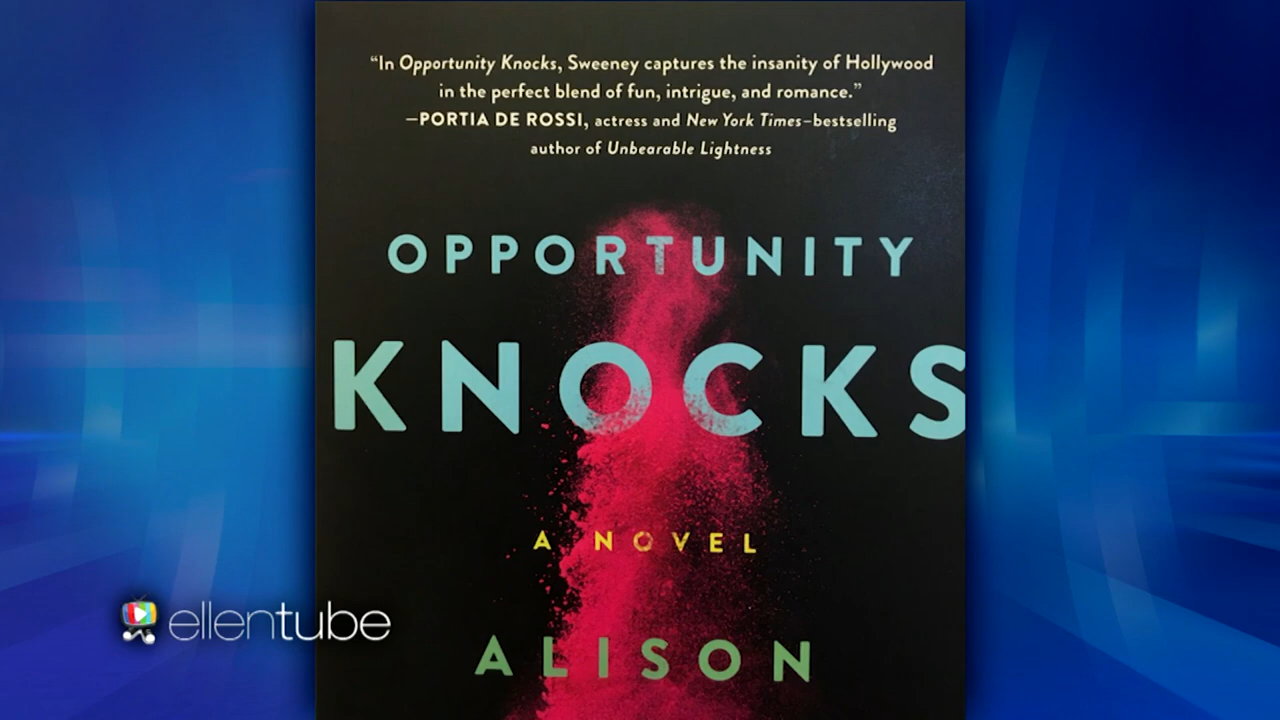 “In Opportunity Knocks, Sweeney captures the insanity of Hollywood
in the perfect blend of fun, intrigue, and romance.”
—PORTIA DE ROSSI, actress and New York Times–bestselling
author of Unbearable Lightness
OPPORTUNITY
KNOCKS
A NOVEL
ALISON
ellentube